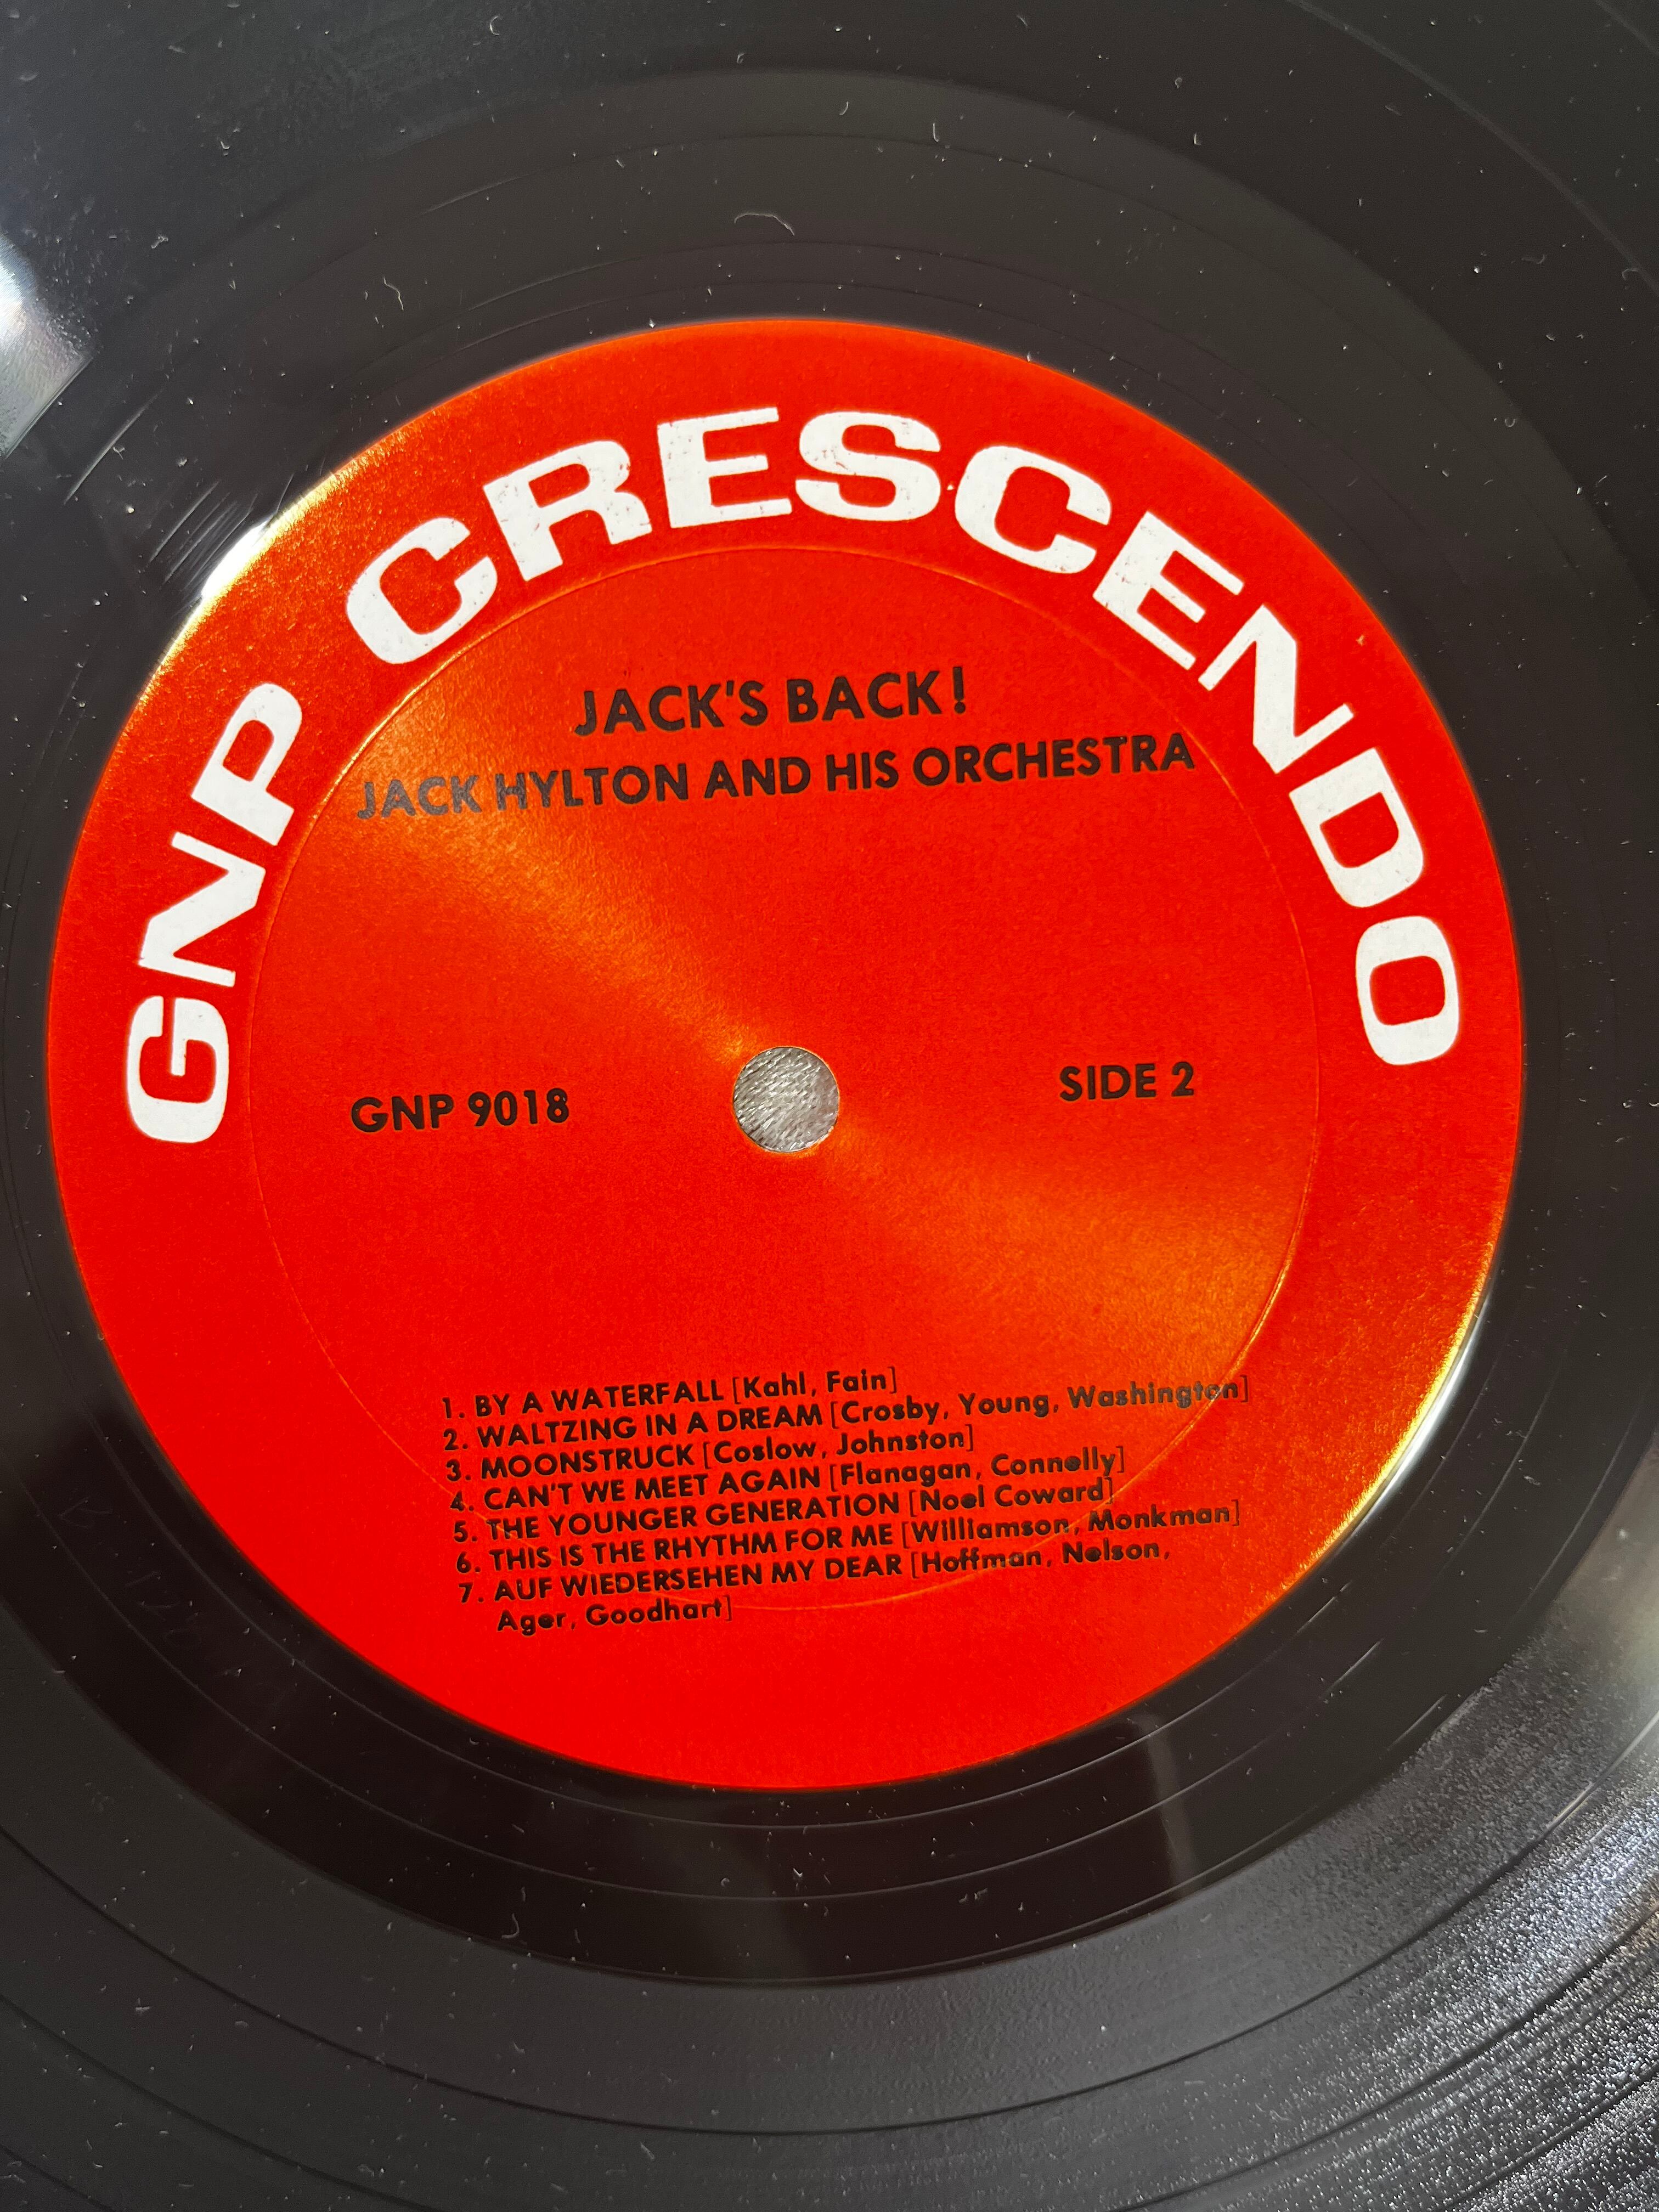 GNP CRESCENDO
JACK'S BACK!
JACK HYLTON AND HIS ORCHESTRA
GNP 9018
SIDE 2
1. BY A WATERFALL [Kahl, Fain]
2. WALTZING IN A DREAM [Crosby, Young, Washington]
3. MOONSTRUCK [Coslow, Johnston]
4. CAN'T WE MEET AGAIN [Flanagan, Connelly]
5. THE YOUNGER GENERATION [Noel Coward]
6. THIS IS THE RHYTHM FOR ME [Williamson, Monkman]
7. AUF WIEDERSEHEN MY DEAR [Hoffman, Nelson,
Ager, Goodhart]